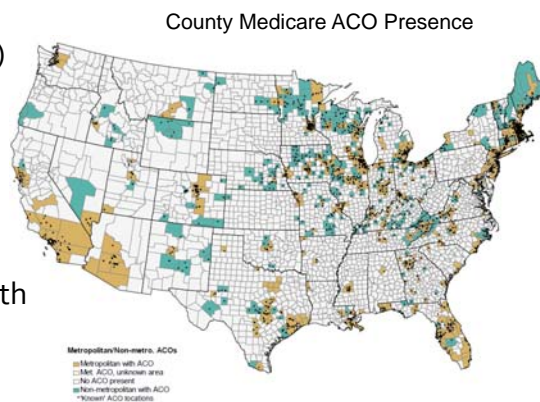 County Medicare ACO Presence
)
th
Metropolitan/Non-metro. ACOs
Metropolitan with ACO
Met. ACO, unknown area
No ACO present
Non-metropolitan with ACO
*'Known' ACO locations